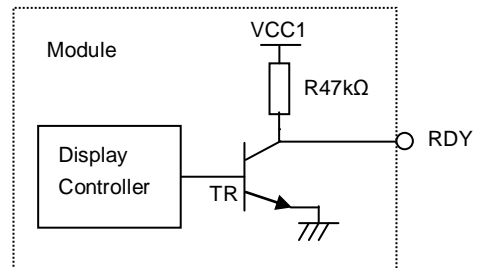 Module
VCC1
R47kΩ
RDY
Display
Controller
TR